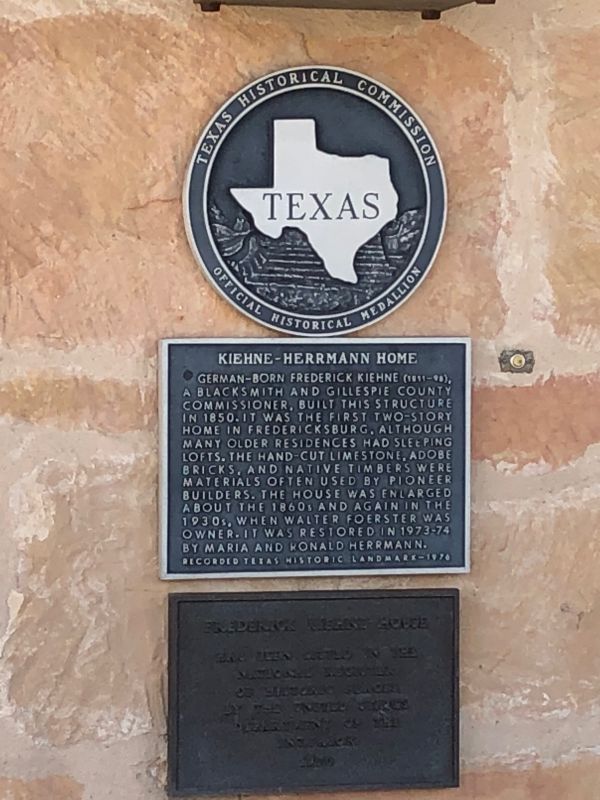 TEXAS HISTORICAL COMMISSION
TEXAS
OFFICIAL HISTORICAL MEDALLION
KIEHNE-HERRMANN HOME
GERMAN-BORN FREDERICK KIEHNE (1811-98),
A BLACKSMITH AND GILLESPIE COUNTY
COMMISSIONER, BUILT THIS STRUCTURE
IN 1850. IT WAS THE FIRST TWO-STORY
HOME IN FREDERICKSBURG, ALTHOUGH
MANY OLDER RESIDENCES HAD SLEEPING
LOFTS. THE HAND-CUT LIMESTONE, ADOBE
BRICKS, AND NATIVE TIMBERS WERE
MATERIALS OFTEN USED BY PIONEER
BUILDERS. THE HOUSE WAS ENLARGED
ABOUT THE 1860s AND AGAIN IN THE
1930s, WHEN WALTER FOERSTER WAS
OWNER. IT WAS RESTORED IN 1973-74
BY MARIA AND RONALD HERRMANN.
RECORDED TEXAS HISTORIC LANDMARK-1976
FREDERICK KIEHNE HOUSE
HAS BEEN LISTED IN THE
NATIONAL REGISTER
OF HISTORIC PLACES
BY THE UNITED STATES
DEPARTMENT OF THE
INTERIOR